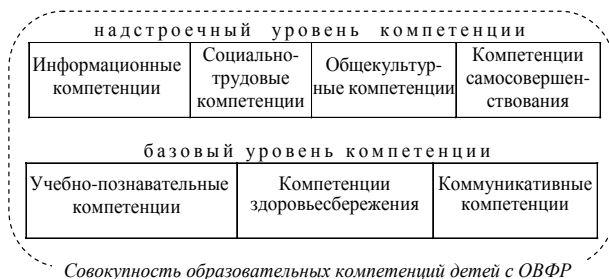 надстроечный уровень компетенции
Информационные компетенции
Социально-трудовые компетенции
Общекультур-ные компетенции
Компетенции самосовершен-ствования
базовый уровень компетенции
Учебно-познавательные компетенции
Компетенции здоровьесбережения
Коммуникативные компетенции
Совокупность образовательных компетенций детей с ОВФР